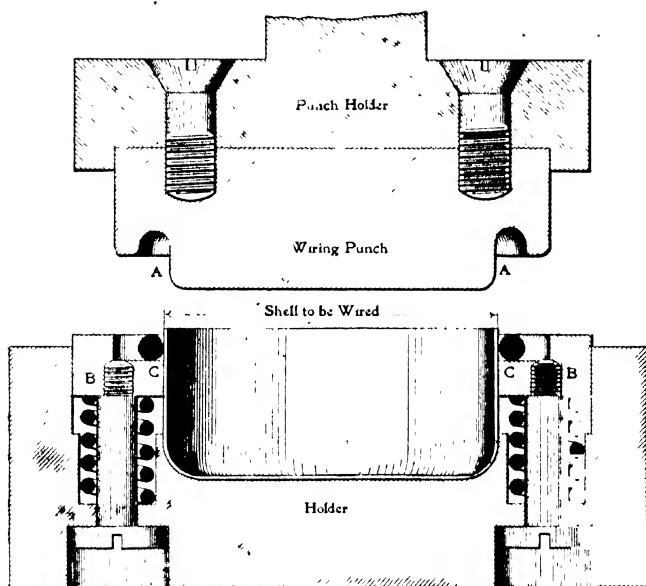 Punch Holder
Wiring Punch
A A
Shell to be Wired
B C C B
Holder